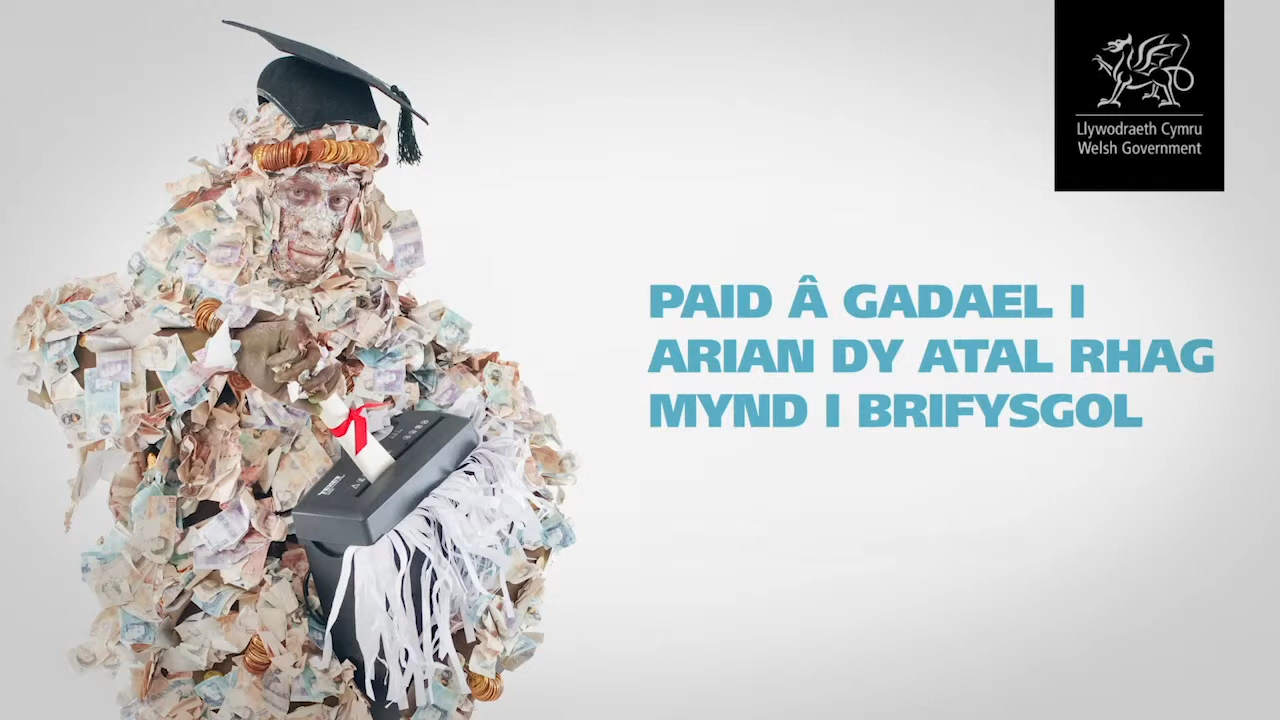 Llywodraeth Cymru
Welsh Government
PAID Â GADAEL I
ARIAN DY ATAL RHAG
MYND I BRIFYSGOL